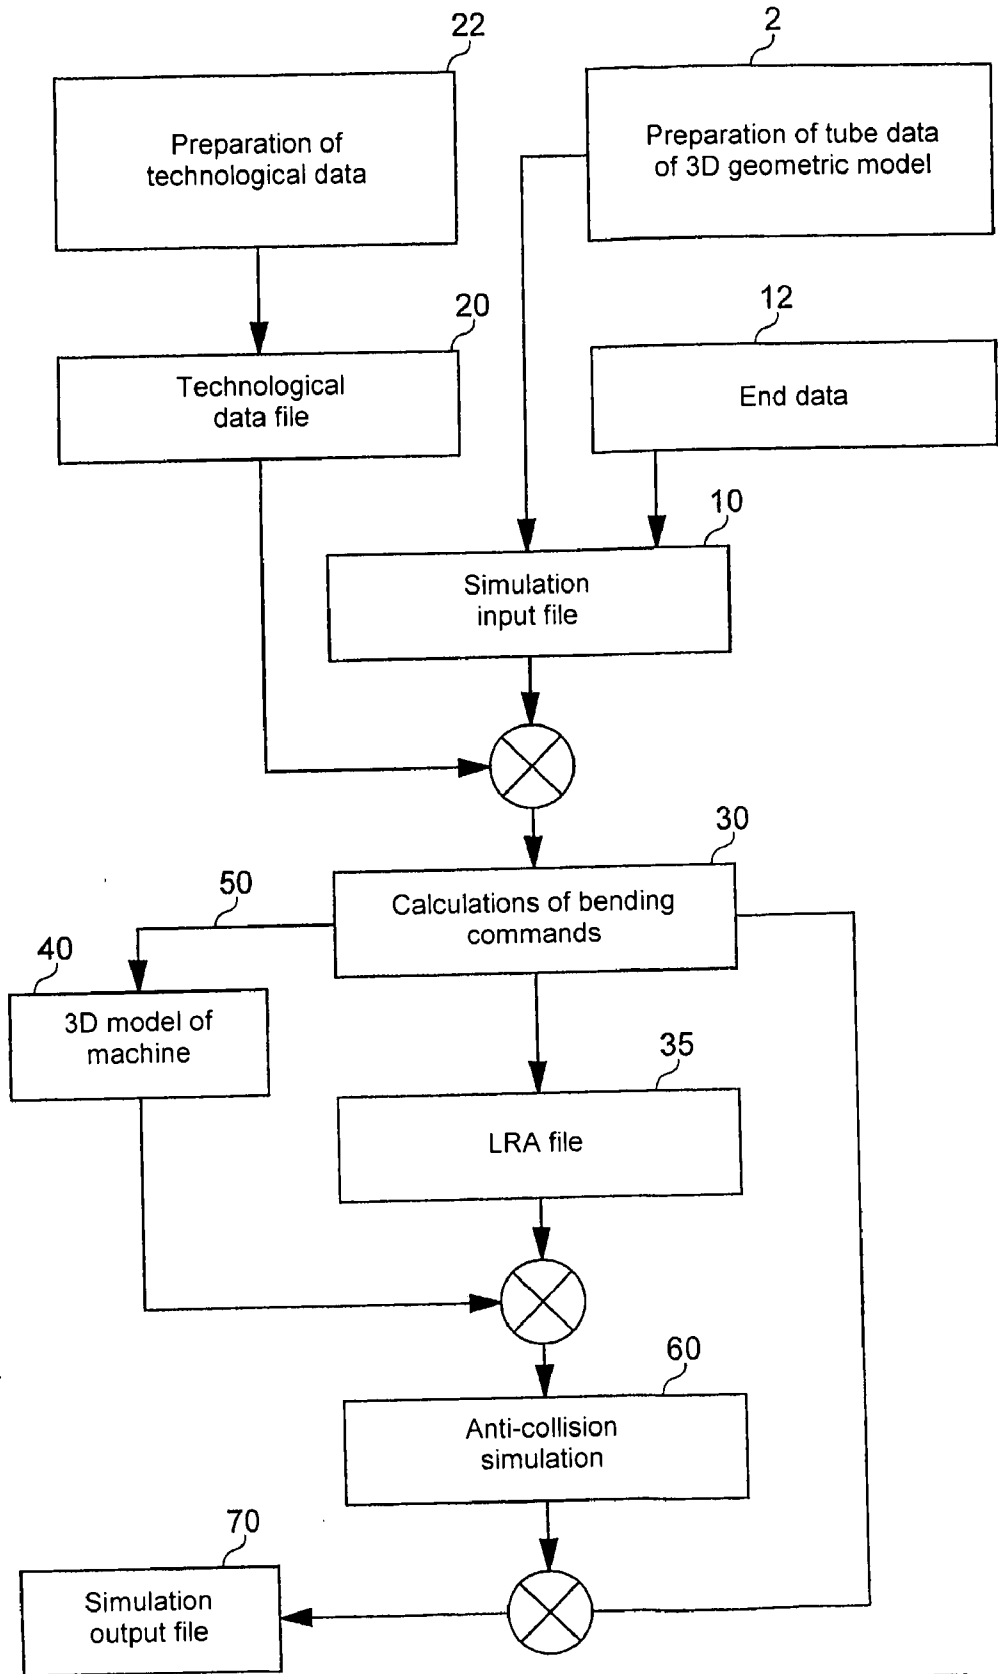 22
Preparation of
technological data
2
Preparation of tube data
of 3D geometric model
20
Technological
data file
12
End data
10
Simulation
input file
30
Calculations of bending
commands
50
40
3D model of
machine
35
LRA file
60
Anti-collision
simulation
70
Simulation
output file